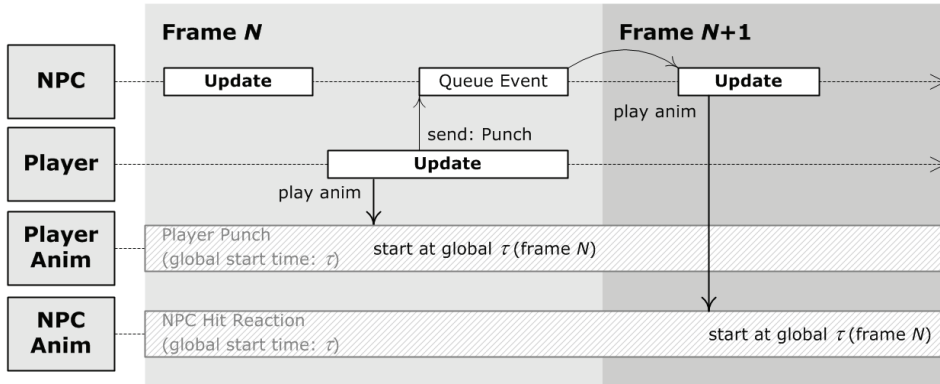 Frame N
Frame N+1
NPC
Update
Queue Event
Update
play anim
send: Punch
Player
Update
play anim
Player
Anim
Player Punch
(global start time: τ)
start at global τ (frame N)
NPC
Anim
NPC Hit Reaction
(global start time: τ)
start at global τ (frame N)